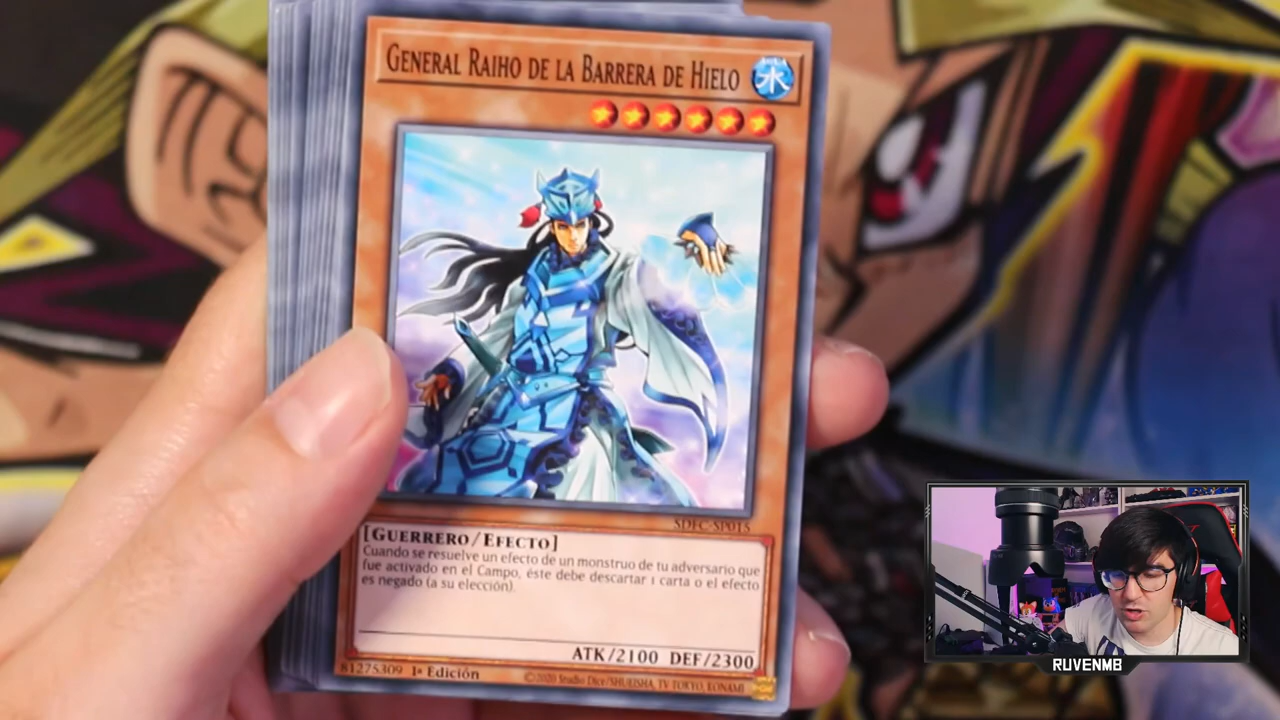 GENERAL RAIHO DE LA BARRERA DE HIELO
AGUA
水
SDFC-SP015
[GUERRERO/EFECTO]
Cuando se resuelve un efecto de un monstruo de tu adversario que
fue activado en el Campo, éste debe descartar 1 carta o el efecto
es negado (a su elección).
ATK/2100 DEF/2300
81275309 1ª Edición
©2020 Studio Dice/SHUEISHA, TV TOKYO, KONAMI
RUVENMB